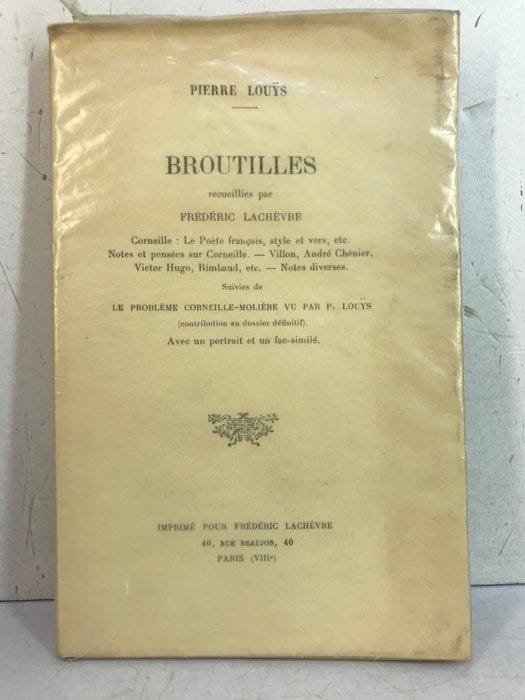 PIERRE LOUŸS
BROUTILLES
recueillies par
FRÉDÉRIC LACHÈVRE
Corneille : Le Poète français, style et vers, etc.
Notes et pensées sur Corneille. — Villon, André Chénier,
Victor Hugo, Rimbaud, etc. — Notes diverses.
Suivies de
LE PROBLÈME CORNEILLE-MOLIÈRE VU PAR P. LOUŸS
(contribution au dossier définitif).
Avec un portrait et un fac-similé.
IMPRIMÉ POUR FRÉDÉRIC LACHÈVRE
40, RUE BEAUJON, 40
PARIS (VIIIe)